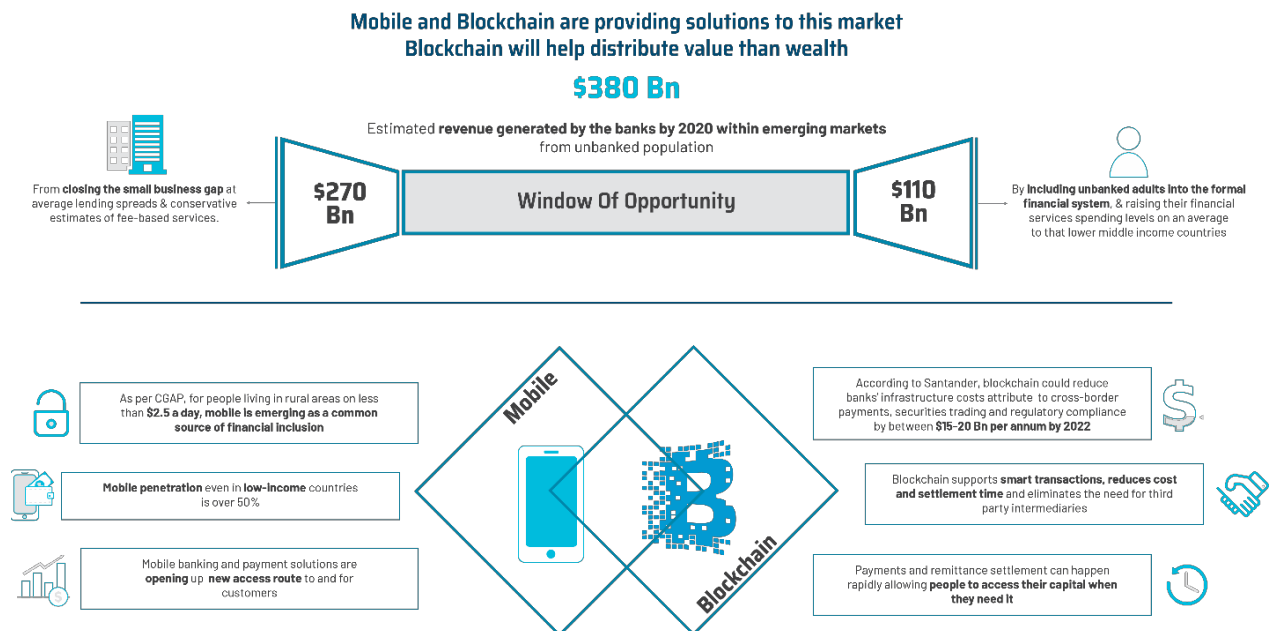 Mobile and Blockchain are providing solutions to this market
Blockchain will help distribute value than wealth
$380 Bn
Estimated revenue generated by the banks by 2020 within emerging markets
from unbanked population
From closing the small business gap at
average lending spreads & conservative
estimates of fee-based services.
$270
Bn
Window Of Opportunity
$110
Bn
By including unbanked adults into the formal
financial system, & raising their financial
services spending levels on an average
to that lower middle income countries
As per CGAP, for people living in rural areas on less
than $2.5 a day, mobile is emerging as a common
source of financial inclusion
Mobile penetration even in low-income countries
is over 50%
Mobile banking and payment solutions are
opening up new access route to and for
customers
Mobile
Blockchain
According to Santander, blockchain could reduce
banks' infrastructure costs attribute to cross-border
payments, securities trading and regulatory compliance
by between $15-20 Bn per annum by 2022
Blockchain supports smart transactions, reduces cost
and settlement time and eliminates the need for third
party intermediaries
Payments and remittance settlement can happen
rapidly allowing people to access their capital when
they need it